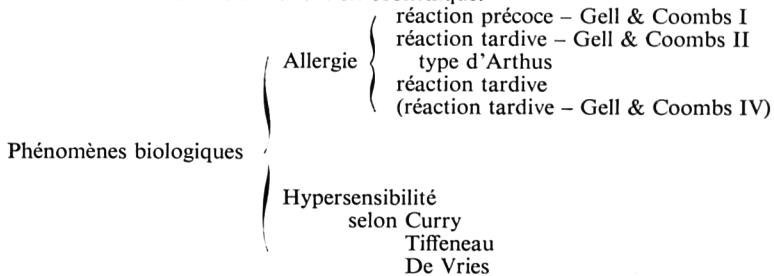 réaction précoce – Gell & Coombs I
réaction tardive – Gell & Coombs II
Allergie
type d'Arthus
réaction tardive
(réaction tardive – Gell & Coombs IV)
Phénomènes biologiques
Hypersensibilité
selon Curry
Tiffeneau
De Vries